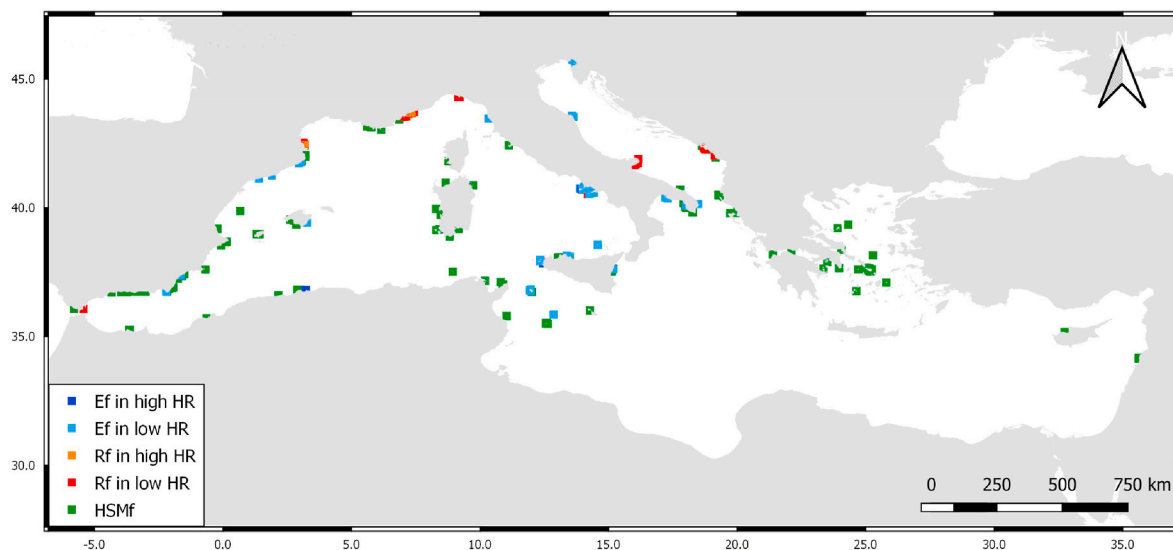 N
45.0
40.0
35.0
30.0
Ef in high HR
Ef in low HR
Rf in high HR
Rf in low HR
HSMf
0 250 500 750 km
-5.0 0.0 5.0 10.0 15.0 20.0 25.0 30.0 35.0